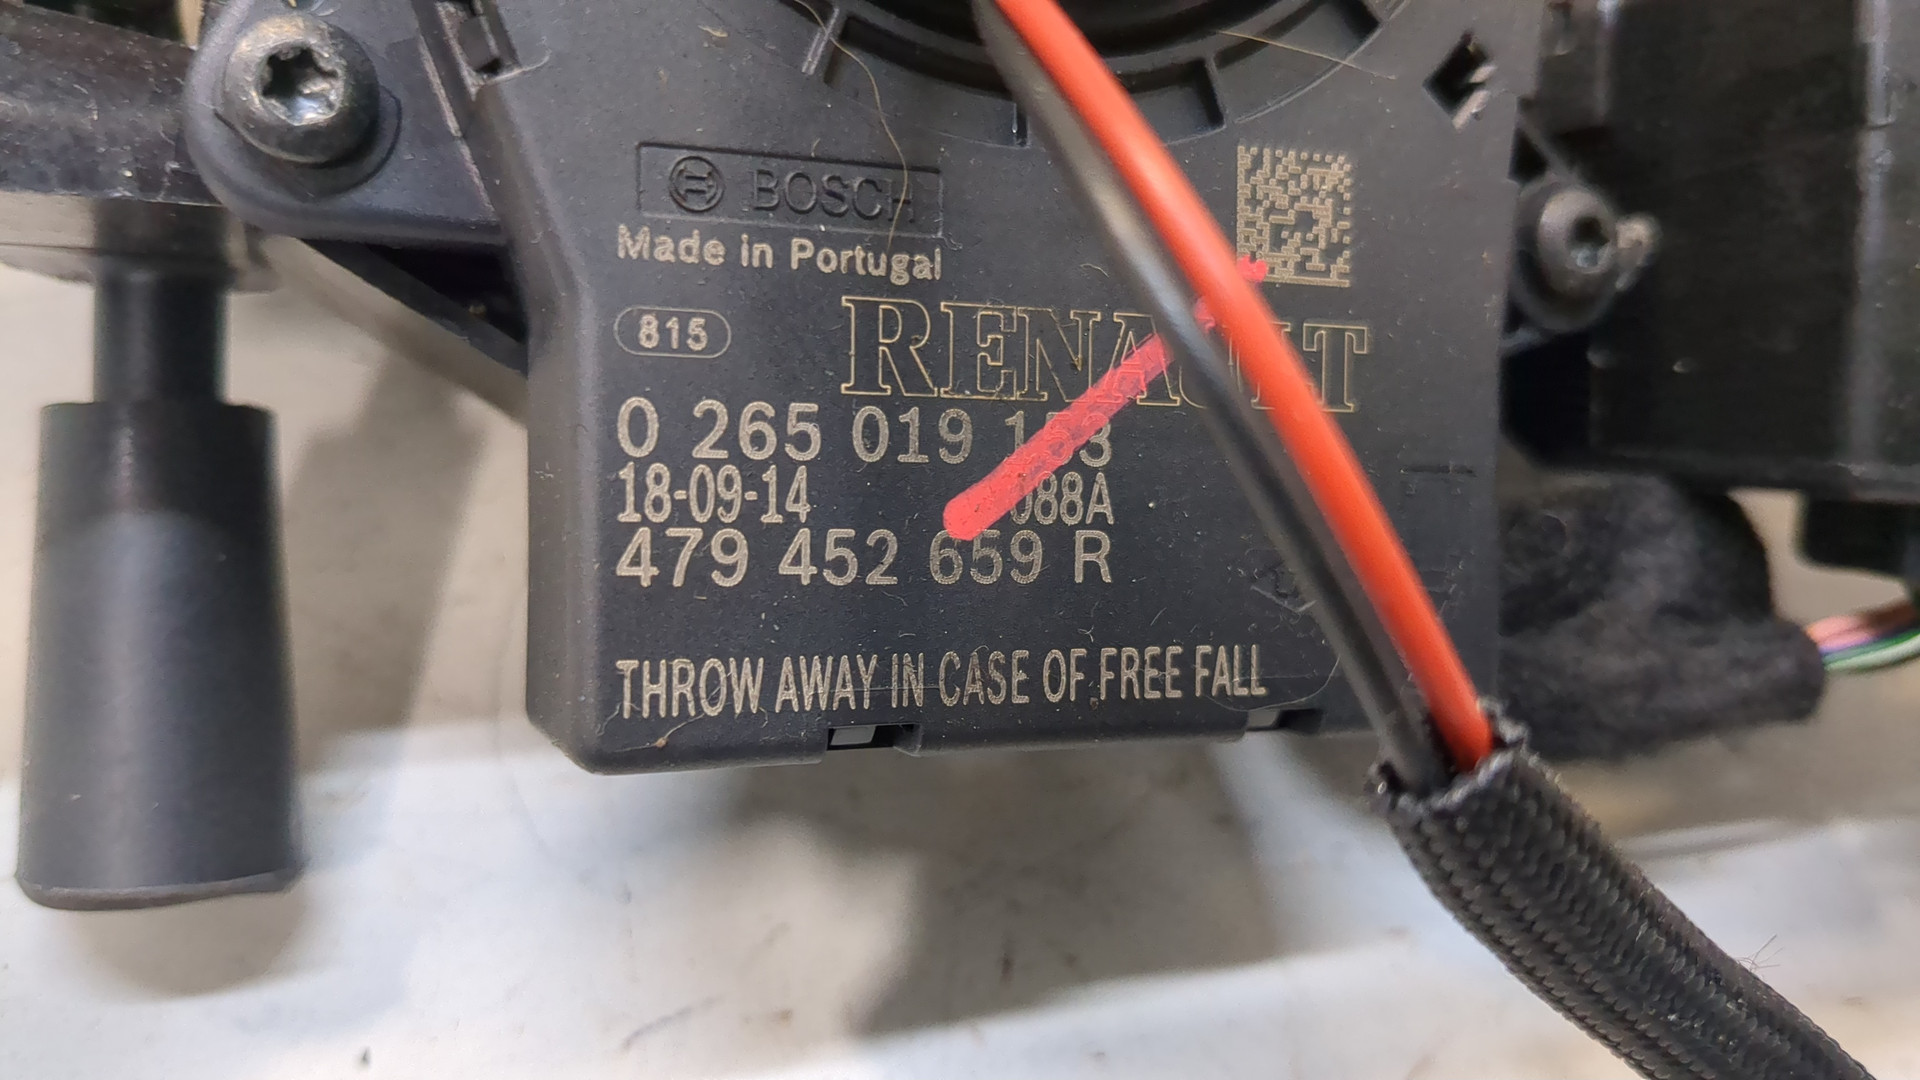 BOSCH
Made in Portugal
815
RENAULT
0 265 019
18-09-14
479 452 659 R
THROW AWAY IN CASE OF FREE FALL